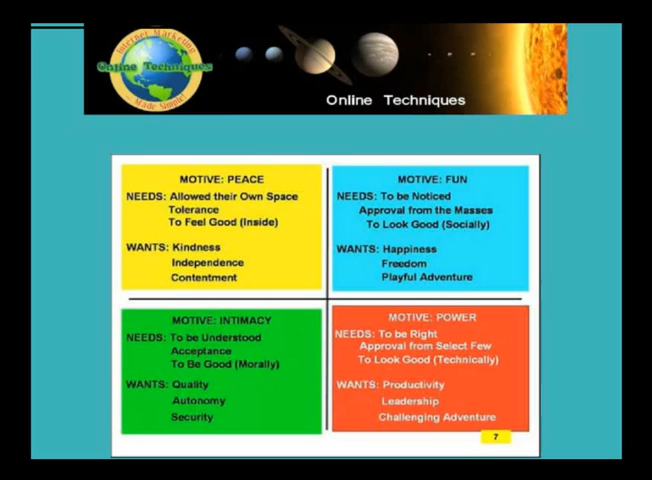 Internet Marketing
Online Techniques
Made Simple!
Online Techniques
MOTIVE: PEACE
NEEDS: Allowed their Own Space
Tolerance
To Feel Good (Inside)
WANTS: Kindness
Independence
Contentment
MOTIVE: FUN
NEEDS: To be Noticed
Approval from the Masses
To Look Good (Socially)
WANTS: Happiness
Freedom
Playful Adventure
MOTIVE: INTIMACY
NEEDS: To be Understood
Acceptance
To Be Good (Morally)
WANTS: Quality
Autonomy
Security
MOTIVE: POWER
NEEDS: To be Right
Approval from Select Few
To Look Good (Technically)
WANTS: Productivity
Leadership
Challenging Adventure
7